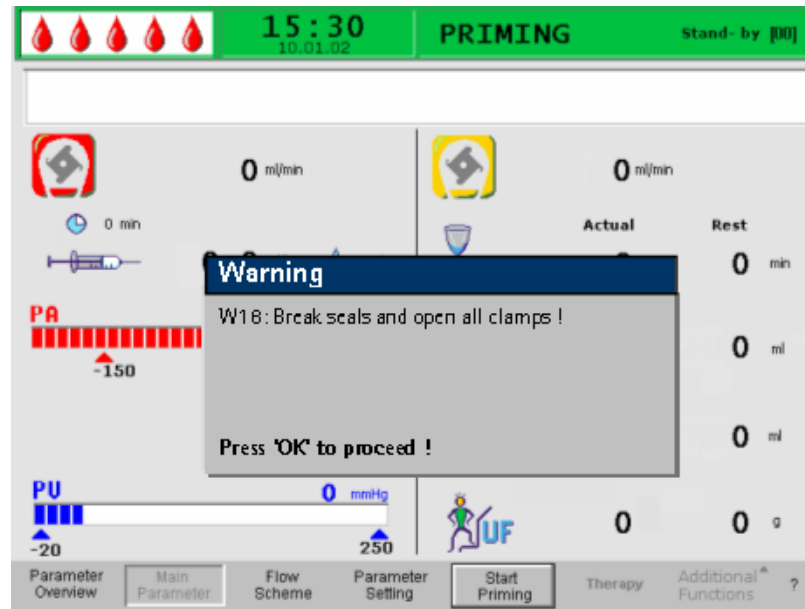 15:30
10.01.02
PRIMING
Stand- by [00]
0 ml/min
0 ml/min
0 min
Actual
Rest
0 min
Warning
W16: Break seals and open all clamps !
Press 'OK' to proceed !
PA
-150
0 ml
0 ml
PV
0 mmHg
-20
250
UF
0
0 g
Parameter Overview
Main Parameter
Flow Scheme
Parameter Setting
Start Priming
Therapy
Additional Functions
?